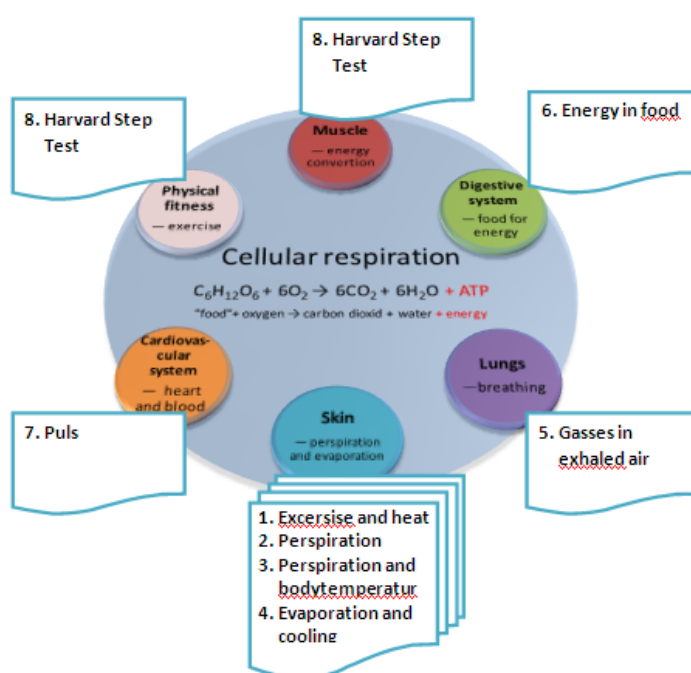 8. Harvard Step
Test
8. Harvard Step
Test
6. Energy in food
Muscle
— energy
convertion
Physical
fitness
— exercise
Digestive
system
— food for
energy
Cellular respiration
C₆H₁₂O₆ + 6O₂ → 6CO₂ + 6H₂O + ATP
"food"+ oxygen → carbon dioxid + water + energy
Cardiovas-
cular
system
— heart
and blood
Lungs
—breathing
Skin
— perspiration
and evaporation
7. Puls
5. Gasses in
exhaled air
1. Excersise and heat
2. Perspiration
3. Perspiration and
bodytemperatur
4. Evaporation and
cooling